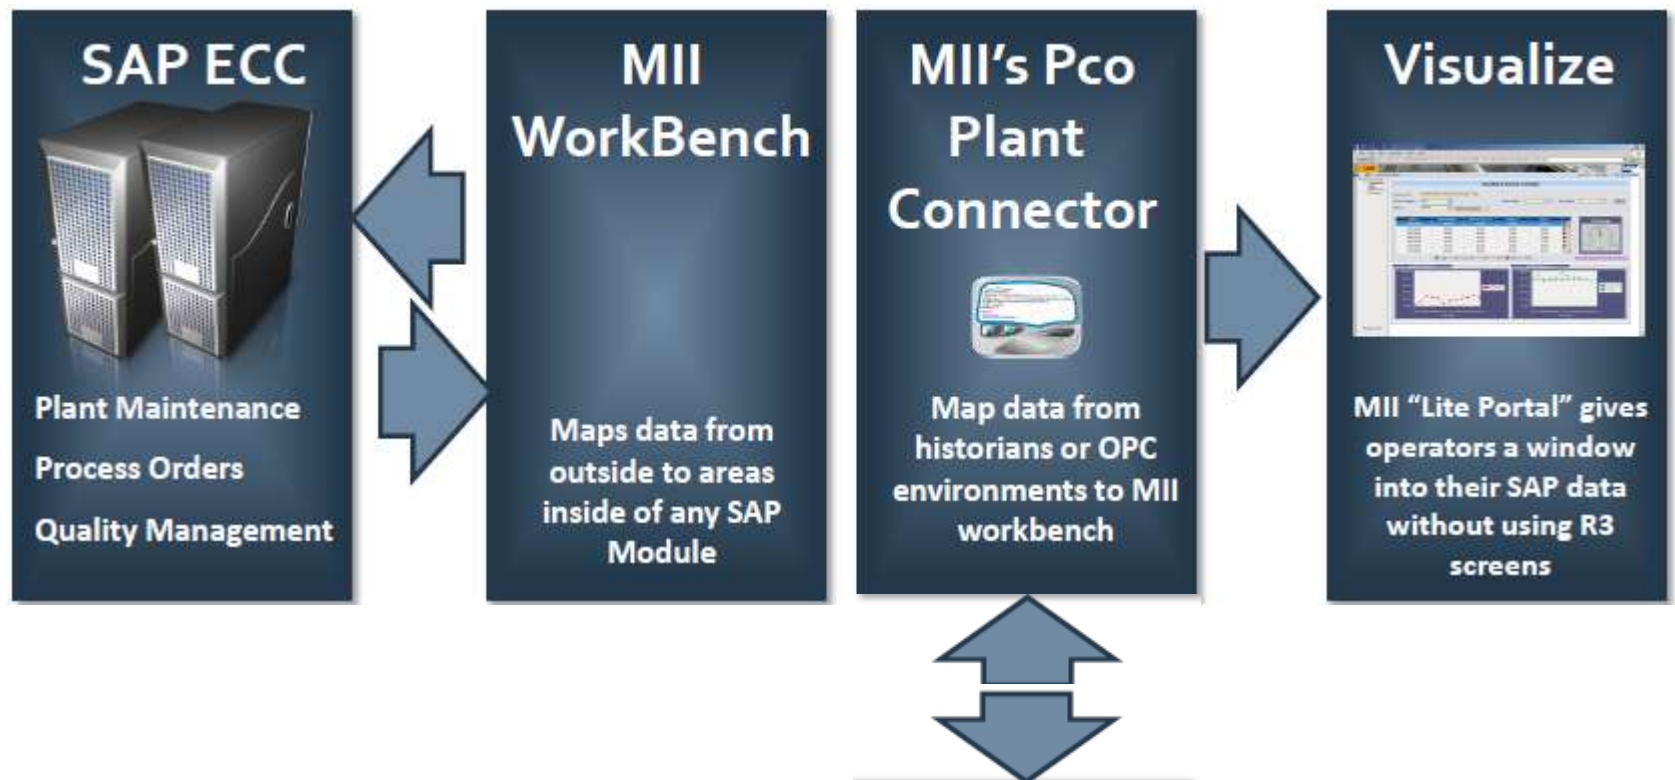 SAP ECC
Plant Maintenance
Process Orders
Quality Management
MII
WorkBench
Maps data from
outside to areas
inside of any SAP
Module
MII's Pco
Plant
Connector
Map data from
historians or OPC
environments to MII
workbench
Visualize
MII “Lite Portal” gives
operators a window
into their SAP data
without using R3
screens